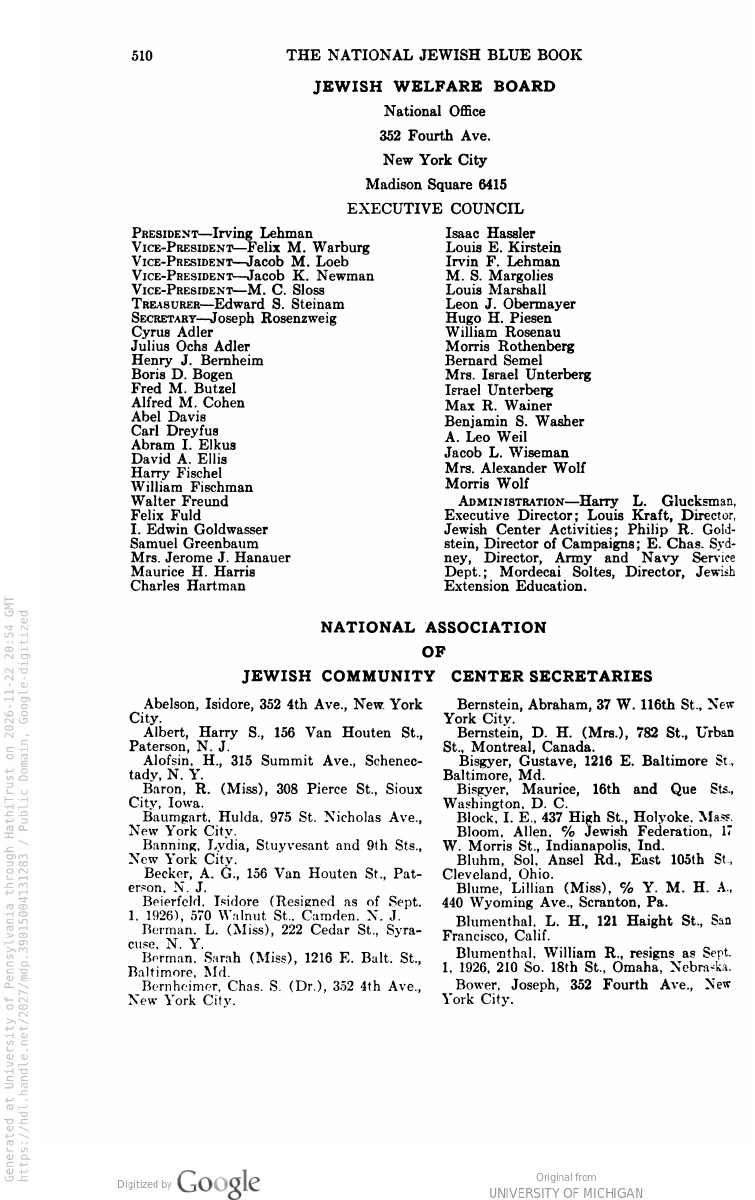 510 THE NATIONAL JEWISH BLUE BOOK
JEWISH WELFARE BOARD
National Office
352 Fourth Ave.
New York City
Madison Square 6415
EXECUTIVE COUNCIL
PRESIDENT—Irving Lehman
VICE-PRESIDENT—Felix M. Warburg
VICE-PRESIDENT—Jacob M. Loeb
VICE-PRESIDENT—Jacob K. Newman
VICE-PRESIDENT—M. C. Sloss
TREASURER—Edward S. Steinam
SECRETARY—Joseph Rosenzweig
Cyrus Adler
Julius Ochs Adler
Henry J. Bernheim
Boris D. Bogen
Fred M. Butzel
Alfred M. Cohen
Abel Davis
Carl Dreyfus
Abram I. Elkus
David A. Ellis
Harry Fischel
William Fischman
Walter Freund
Felix Fuld
I. Edwin Goldwasser
Samuel Greenbaum
Mrs. Jerome J. Hanauer
Maurice H. Harris
Charles Hartman
Isaac Hassler
Louis E. Kirstein
Irvin F. Lehman
M. S. Margolies
Louis Marshall
Leon J. Obermayer
Hugo H. Piesen
William Rosenau
Morris Rothenberg
Bernard Semel
Mrs. Israel Unterberg
Israel Unterberg
Max R. Wainer
Benjamin S. Washer
A. Leo Weil
Jacob L. Wiseman
Mrs. Alexander Wolf
Morris Wolf
ADMINISTRATION—Harry L. Glucksman,
Executive Director; Louis Kraft, Director,
Jewish Center Activities; Philip R. Gold-
stein, Director of Campaigns; E. Chas. Syd-
ney, Director, Army and Navy Service
Dept.; Mordecai Soltes, Director, Jewish
Extension Education.
NATIONAL ASSOCIATION
OF
JEWISH COMMUNITY CENTER SECRETARIES
Abelson, Isidore, 352 4th Ave., New York
City.
Albert, Harry S., 156 Van Houten St.,
Paterson, N. J.
Alofsin, H., 315 Summit Ave., Schenec-
tady, N. Y.
Baron, R. (Miss), 308 Pierce St., Sioux
City, Iowa.
Baumgart, Hulda, 975 St. Nicholas Ave.,
New York City.
Banning, Lydia, Stuyvesant and 9th Sts.,
New York City.
Becker, A. G., 156 Van Houten St., Pat-
erson, N. J.
Beierfeld, Isidore (Resigned as of Sept.
1, 1926), 570 Walnut St., Camden, N. J.
Berman, L. (Miss), 222 Cedar St., Syra-
cuse, N. Y.
Berman, Sarah (Miss), 1216 E. Balt. St.,
Baltimore, Md.
Bernheimer, Chas. S. (Dr.), 352 4th Ave.,
New York City.
Bernstein, Abraham, 37 W. 116th St., New
York City.
Bernstein, D. H. (Mrs.), 782 St., Urban
St., Montreal, Canada.
Bisgyer, Gustave, 1216 E. Baltimore St.,
Baltimore, Md.
Bisgyer, Maurice, 16th and Que Sts.,
Washington, D. C.
Block, I. E., 437 High St., Holyoke, Mass.
Bloom, Allen, % Jewish Federation, 17
W. Morris St., Indianapolis, Ind.
Bluhm, Sol, Ansel Rd., East 105th St.,
Cleveland, Ohio.
Blume, Lillian (Miss), % Y. M. H. A.,
440 Wyoming Ave., Scranton, Pa.
Blumenthal, L. H., 121 Haight St., San
Francisco, Calif.
Blumenthal, William R., resigns as Sept.
1, 1926, 210 So. 18th St., Omaha, Nebraska.
Bower, Joseph, 352 Fourth Ave., New
York City.
Generated at University of Pennsylvania through HathiTrust on 2026-11-22 20:54 GMT
https://hdl.handle.net/2027/mdp.39015004131283 / Public Domain, Google-digitized
Digitized by Google
Original from
UNIVERSITY OF MICHIGAN